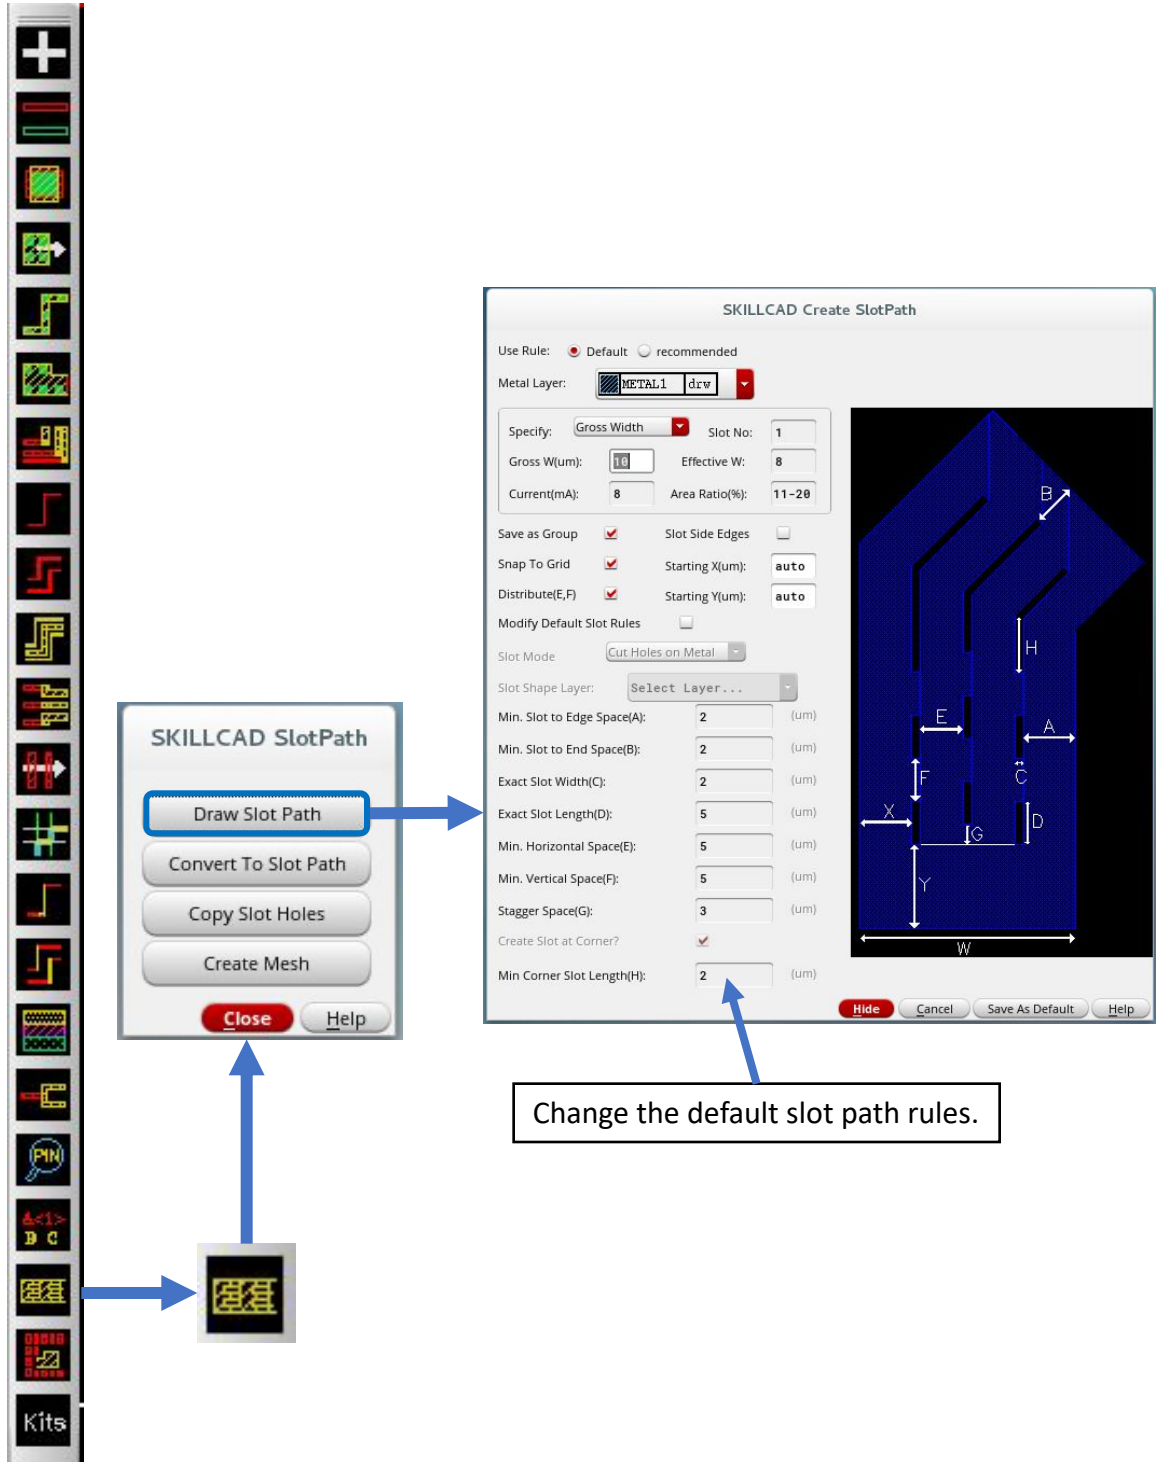 SKILLCAD Create SlotPath
Use Rule: Default recommended
Metal Layer: METAL1 drw
Specify: Gross Width Slot No: 1
Gross W(um): 10 Effective W: 8
Current(mA): 8 Area Ratio(%): 11-20
Save as Group Slot Side Edges
Snap To Grid Starting X(um): auto
Distribute(E,F) Starting Y(um): auto
Modify Default Slot Rules
Slot Mode Cut Holes on Metal
Slot Shape Layer: Select Layer...
Min. Slot to Edge Space(A): 2 (um)
Min. Slot to End Space(B): 2 (um)
Exact Slot Width(C): 2 (um)
Exact Slot Length(D): 5 (um)
Min. Horizontal Space(E): 5 (um)
Min. Vertical Space(F): 5 (um)
Stagger Space(G): 3 (um)
Create Slot at Corner?
Min Corner Slot Length(H): 2 (um)
B
H
E
A
F
C
X
G
D
Y
W
Hide Cancel Save As Default Help
SKILLCAD SlotPath
Draw Slot Path
Convert To Slot Path
Copy Slot Holes
Create Mesh
Close Help
Change the default slot path rules.
PIN
A<1>
B C
Kits